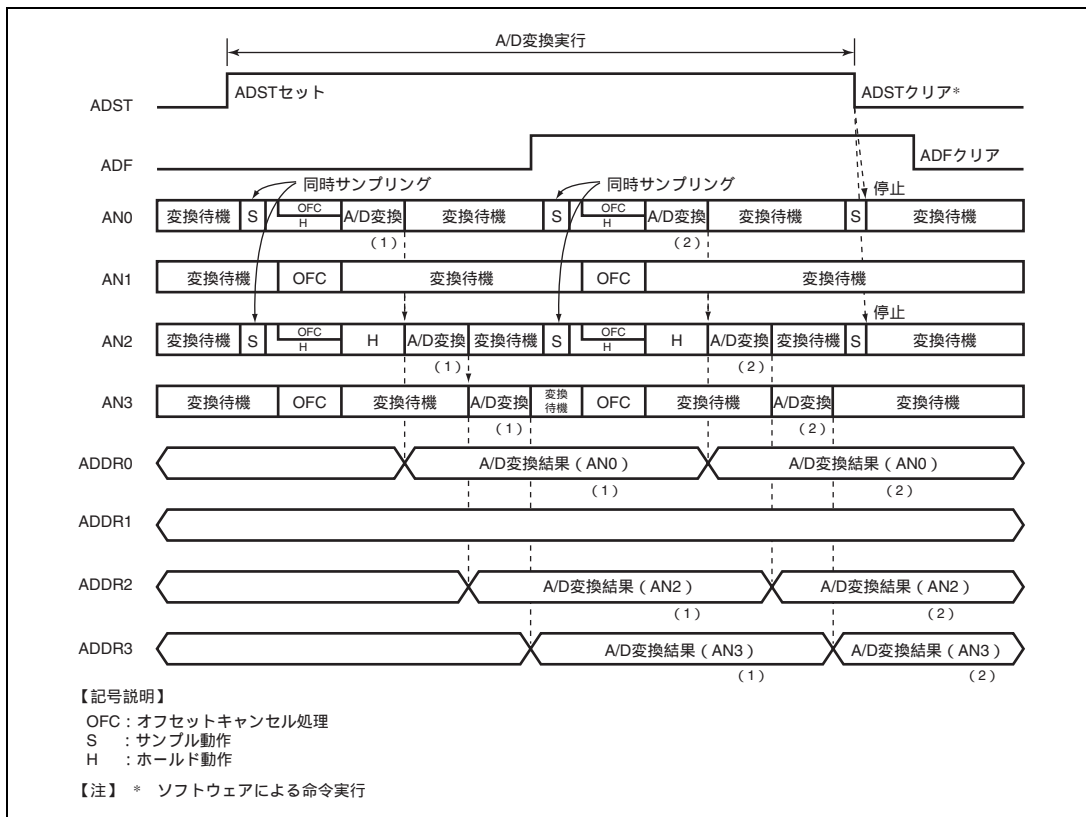 A/D変換実行
ADST
ADSTセット
ADSTクリア*
ADF
ADFクリア
同時サンプリング
同時サンプリング
停止
AN0
変換待機
S
OFC
H
A/D変換
変換待機
S
OFC
H
A/D変換
変換待機
S
変換待機
(1)
(2)
AN1
変換待機
OFC
変換待機
OFC
変換待機
停止
AN2
変換待機
S
OFC
H
H
A/D変換
変換待機
S
OFC
H
H
A/D変換
変換待機
S
変換待機
(1)
(2)
AN3
変換待機
OFC
変換待機
A/D変換
変換
待機
OFC
変換待機
A/D変換
変換待機
(1)
(2)
ADDR0
A/D変換結果(AN0)
A/D変換結果(AN0)
(1)
(2)
ADDR1
ADDR2
A/D変換結果(AN2)
A/D変換結果(AN2)
(1)
(2)
ADDR3
A/D変換結果(AN3)
A/D変換結果(AN3)
(1)
(2)
【記号説明】
OFC:オフセットキャンセル処理
S :サンプル動作
H :ホールド動作
【注】 * ソフトウェアによる命令実行